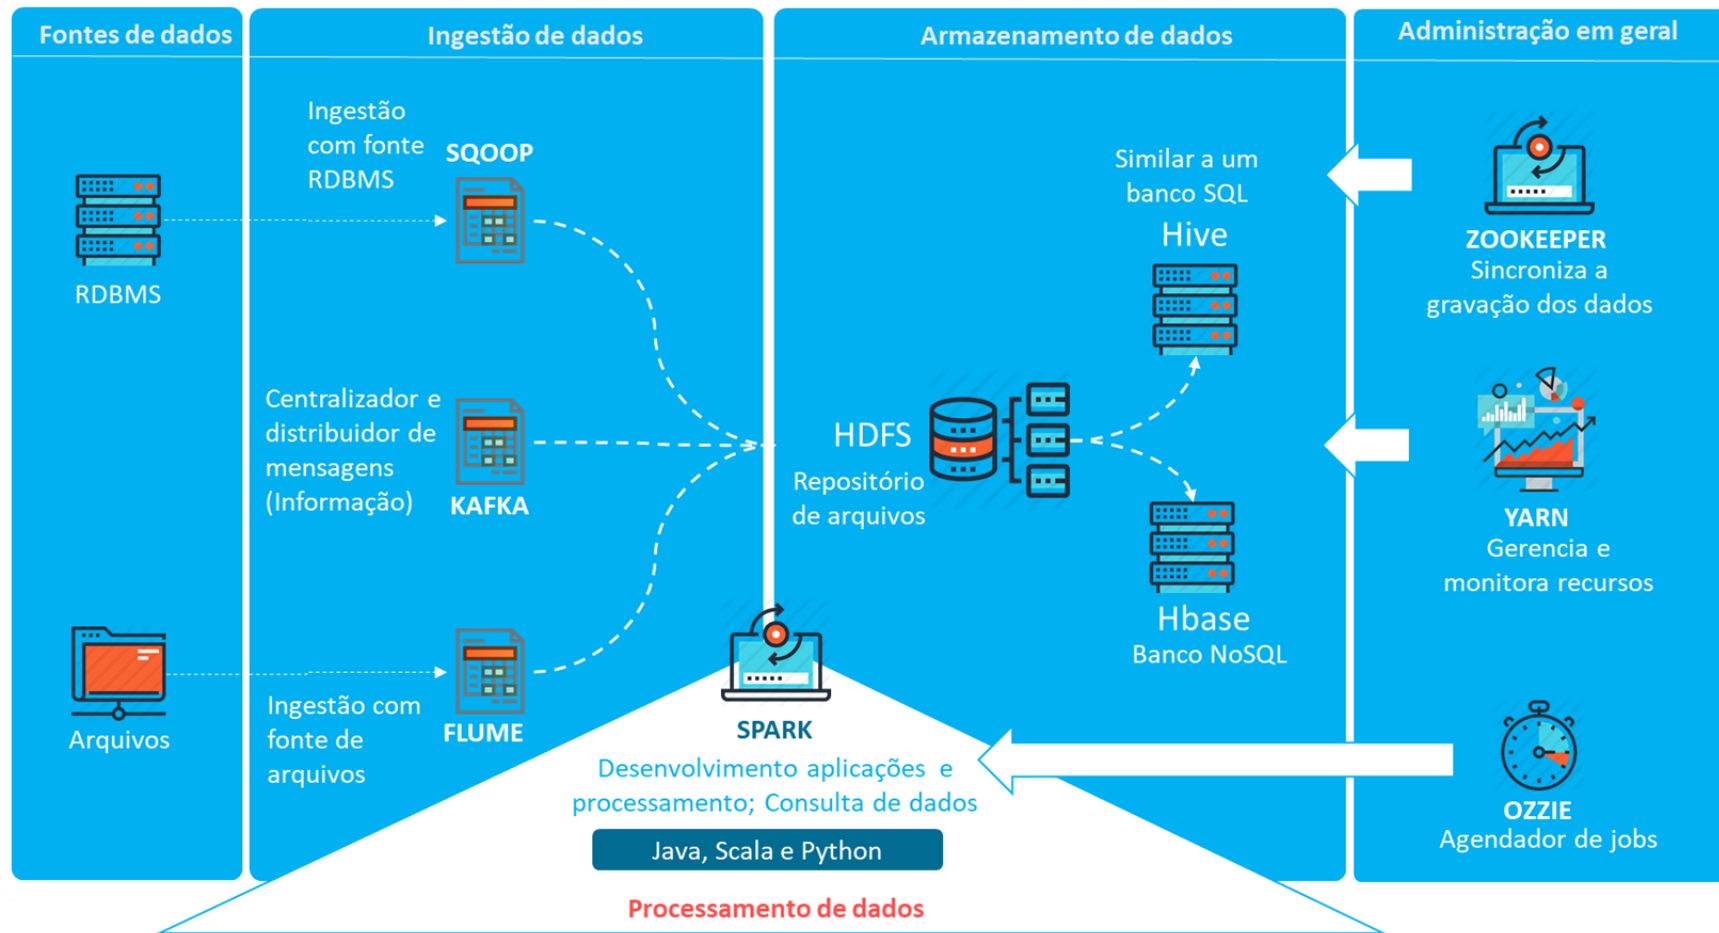 Fontes de dados
Ingestão de dados
Armazenamento de dados
Administração em geral
RDBMS
Arquivos
Ingestão
com fonte
RDBMS
SQOOP
Centralizador e
distribuidor de
mensagens
(Informação)
KAFKA
Ingestão com
fonte de
arquivos
FLUME
HDFS
Repositório
de arquivos
Similar a um
banco SQL
Hive
Hbase
Banco NoSQL
ZOOKEEPER
Sincroniza a
gravação dos dados
YARN
Gerencia e
monitora recursos
OZZIE
Agendador de jobs
SPARK
Desenvolvimento aplicações e
processamento; Consulta de dados
Java, Scala e Python
Processamento de dados